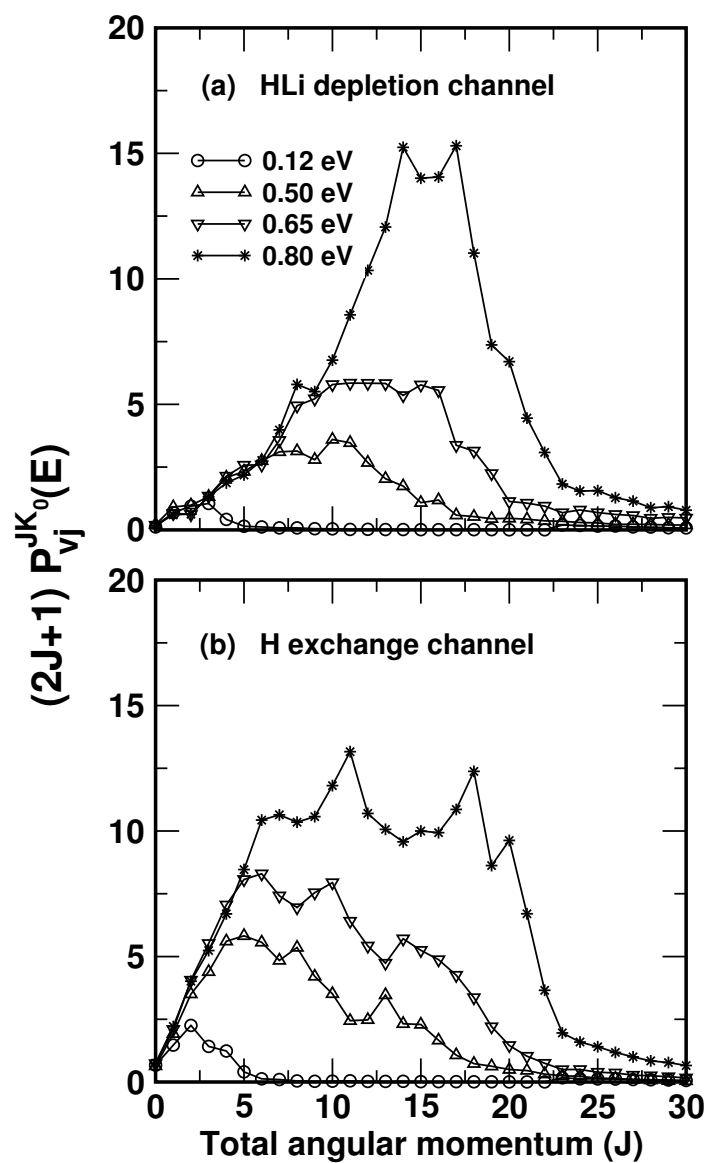 20
(a) HLi depletion channel
15
0.12 eV
0.50 eV
0.65 eV
0.80 eV
10
5
0
(2J+1) P_{vj}^{JK_0}(E)
20
(b) H exchange channel
15
10
5
0
0 5 10 15 20 25 30
Total angular momentum (J)